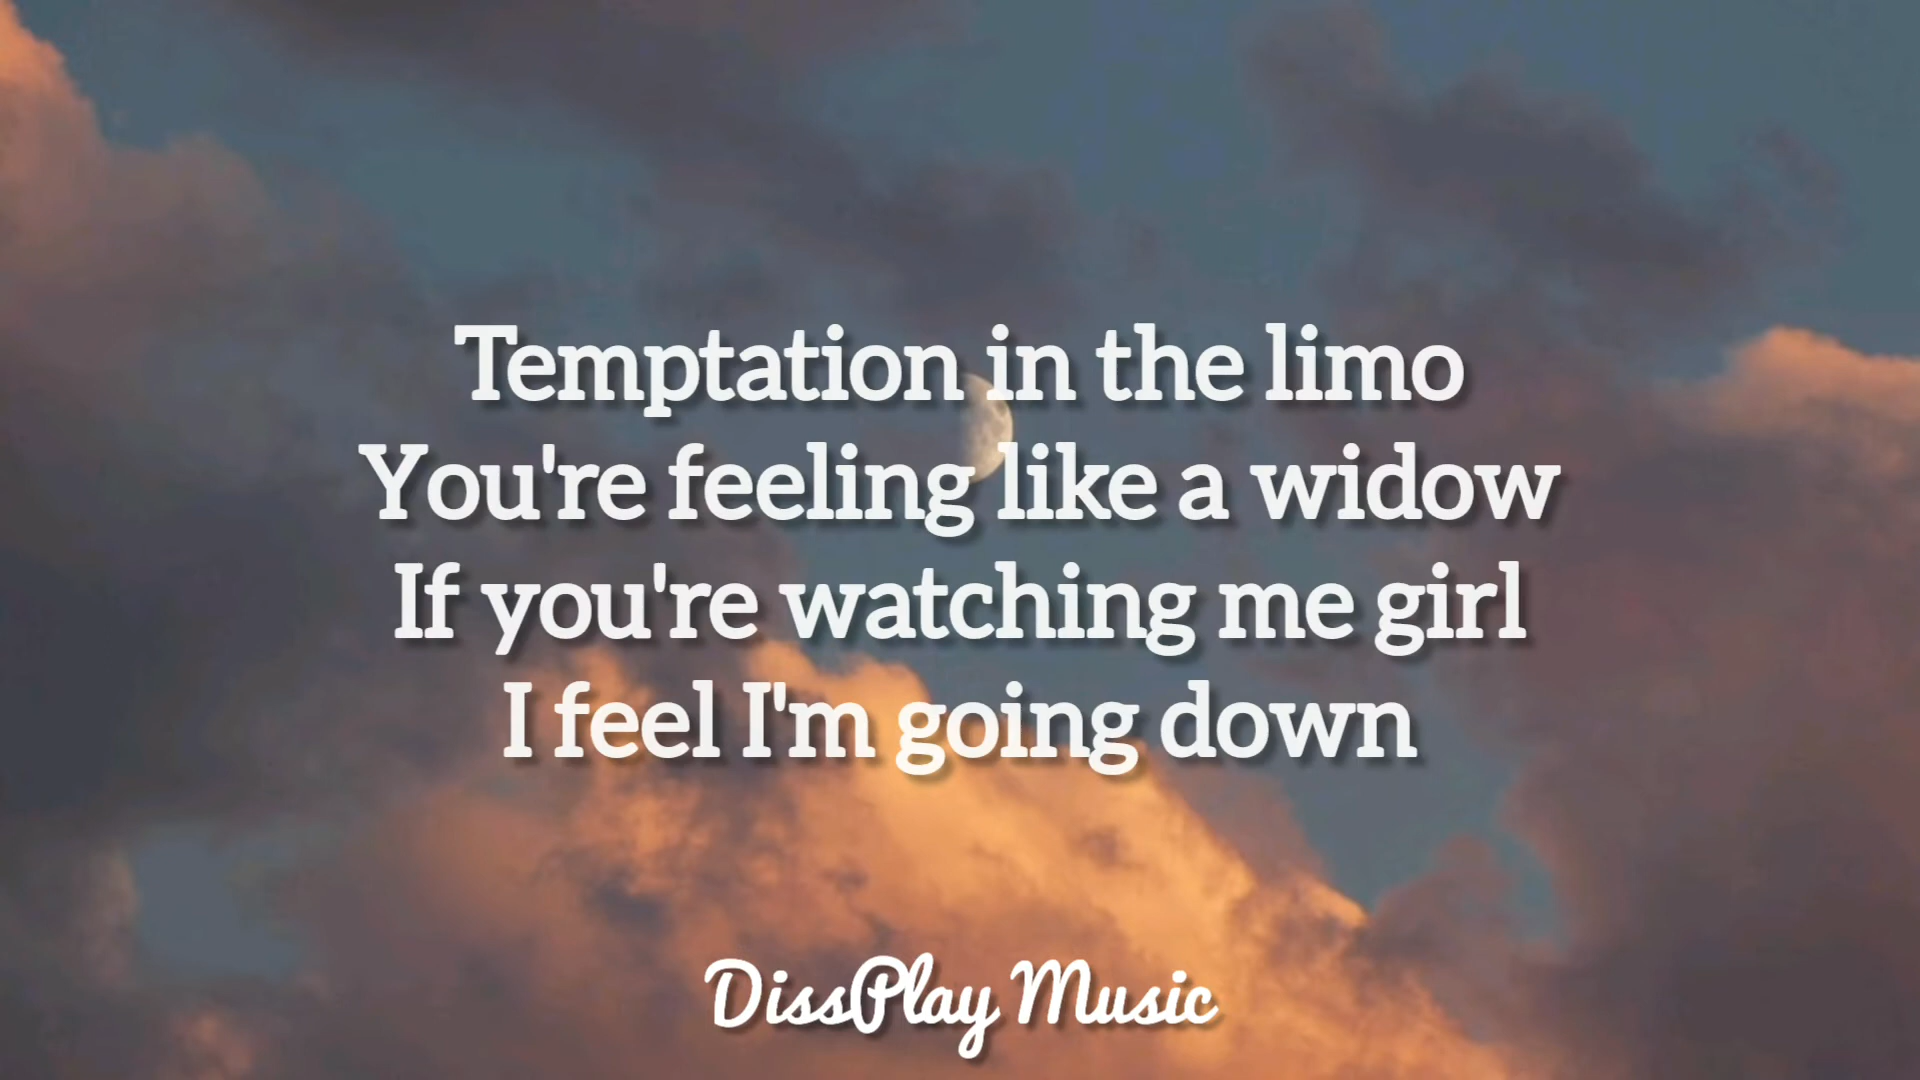 Temptation in the limo
You're feeling like a widow
If you're watching me girl
I feel I'm going down
DissPlay Music